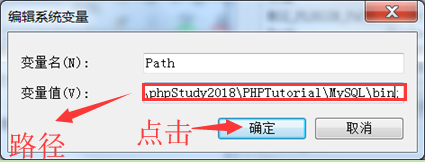 编辑系统变量
变量名(N):
Path
变量值(V):
\phpStudy2018\PHPTutorial\MySQL\bin;
路径
点击
确定
取消